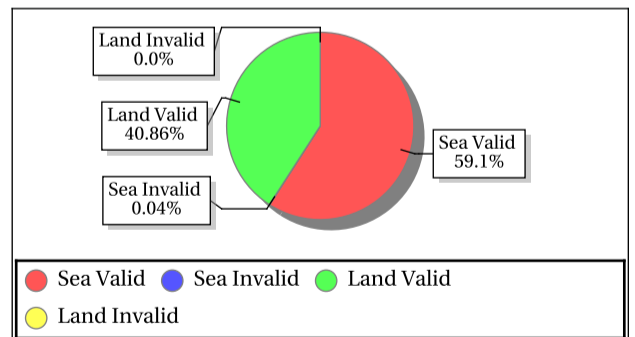 Land Invalid
0.0%
Land Valid
40.86%
Sea Valid
59.1%
Sea Invalid
0.04%
Sea Valid
Sea Invalid
Land Valid
Land Invalid